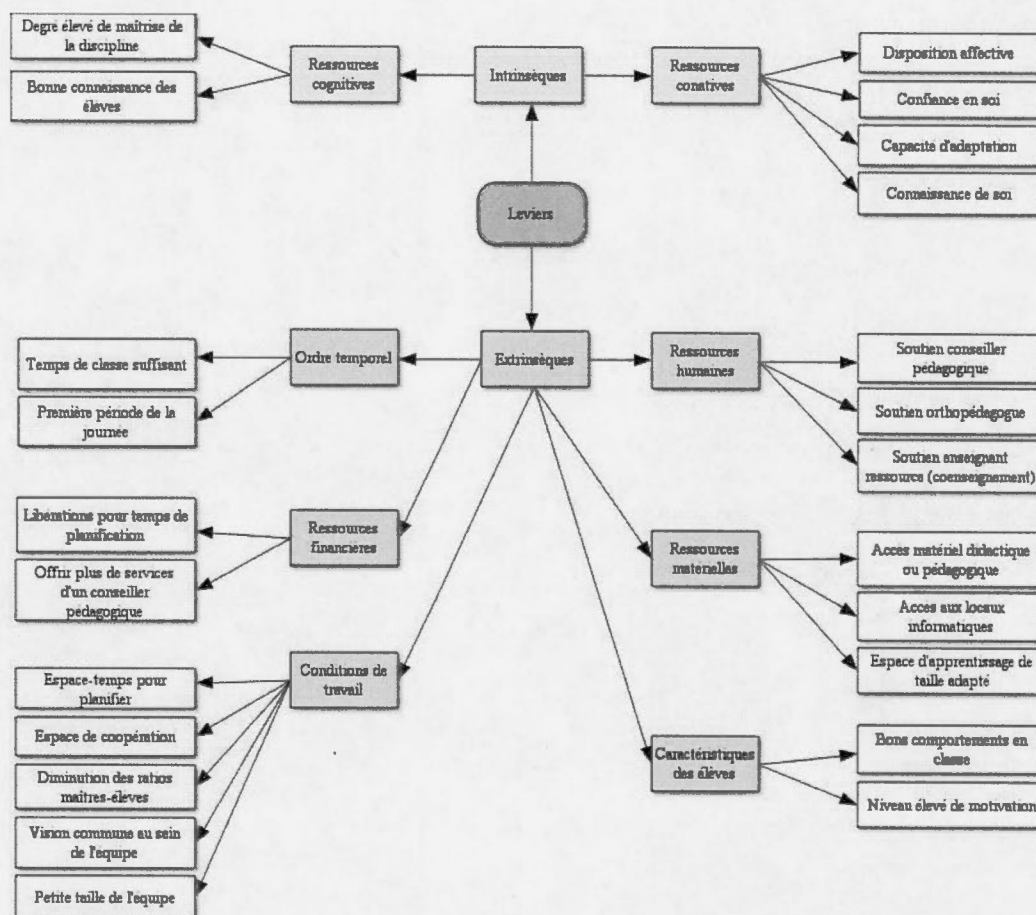 Degré élevé de maîtrise de
la discipline
Bonne connaissance des
élèves
Ressources
cognitives
Intrinsèques
Ressources
conatives
Disposition affective
Confiance en soi
Capacité d'adaptation
Connaissance de soi
Leviers
Temps de classe suffisant
Première période de la
journée
Ordre temporel
Extrinsèques
Ressources
humaines
Soutien conseiller
pédagogique
Soutien orthopédagogue
Soutien enseignant
ressource (coenseignement)
Libérations pour temps de
planification
Offrir plus de services
d'un conseiller
pédagogique
Ressources
financières
Ressources
matérielles
Accès matériel didactique
ou pédagogique
Accès aux locaux
informatiques
Espace d'apprentissage de
taille adapté
Espace-temps pour
planifier
Espace de coopération
Diminution des ratios
maîtres-élèves
Vision commune au sein
de l'équipe
Petite taille de l'équipe
Conditions de
travail
Caractéristiques
des élèves
Bons comportements en
classe
Niveau élevé de motivation